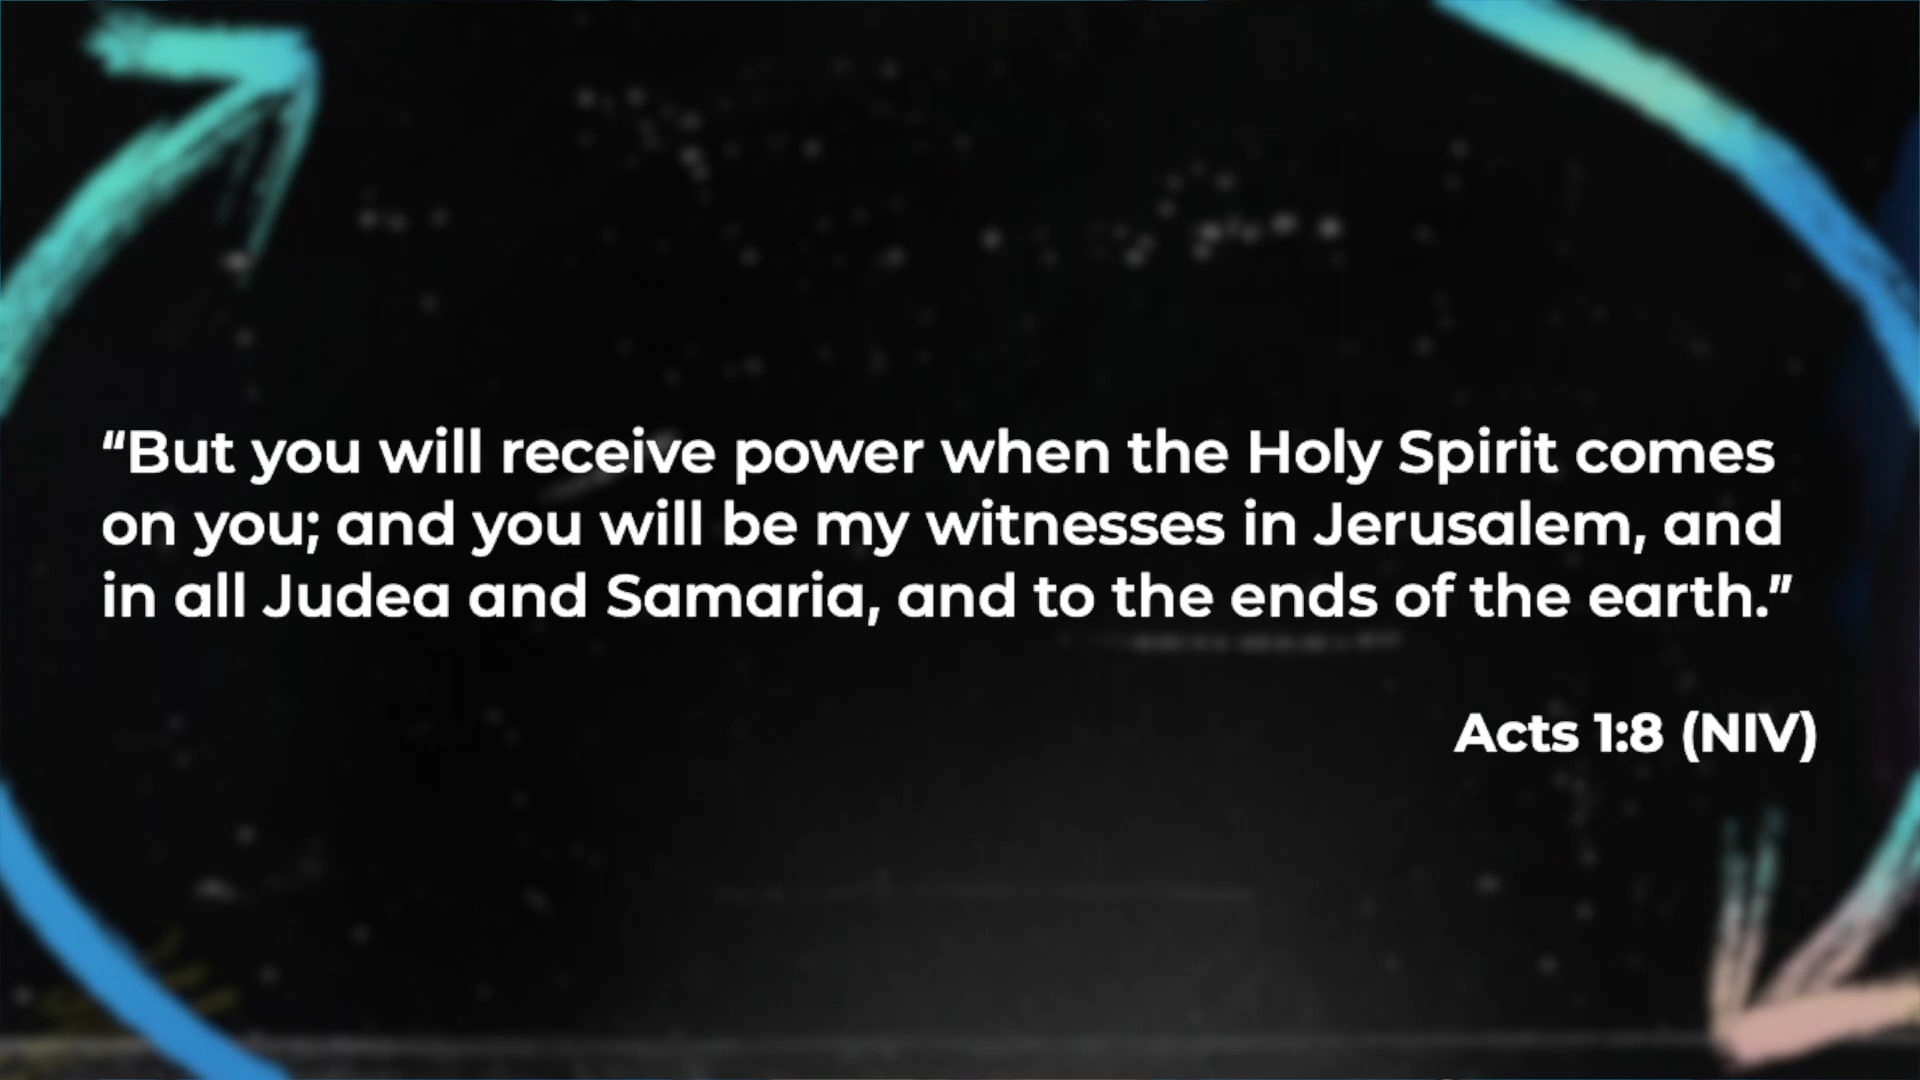 “But you will receive power when the Holy Spirit comes
on you; and you will be my witnesses in Jerusalem, and
in all Judea and Samaria, and to the ends of the earth.”
Acts 1:8 (NIV)